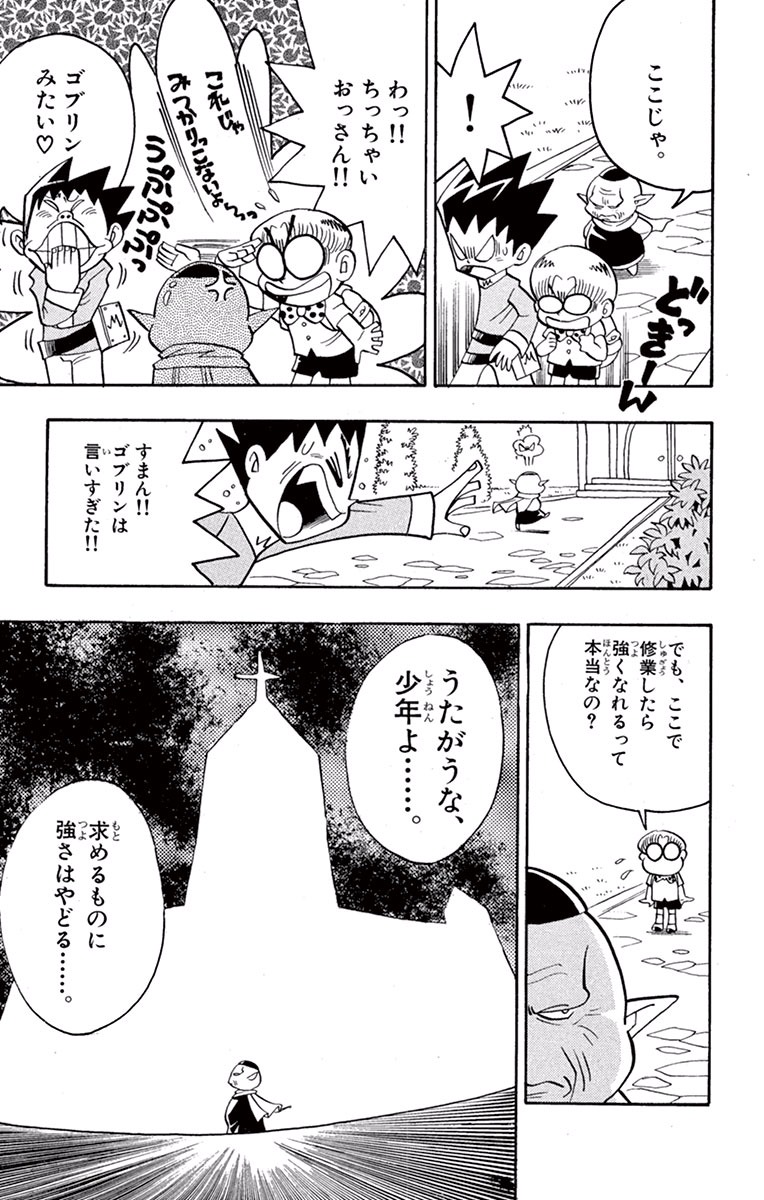 ここじゃ。
！
どっきーん
わっ!!
ちっちゃい
おっさん!!
これじゃ
みつかりっこないよ～～っ
ぷぷぷぷっ
ゴブリン
みたい♡
M
すまん!!
ゴブリンは
言いすぎた!!
でも、ここで
修業したら
強くなれるって
本当なの？
うたがうな、
少年よ……。
求めるものに
強さはやどる……。